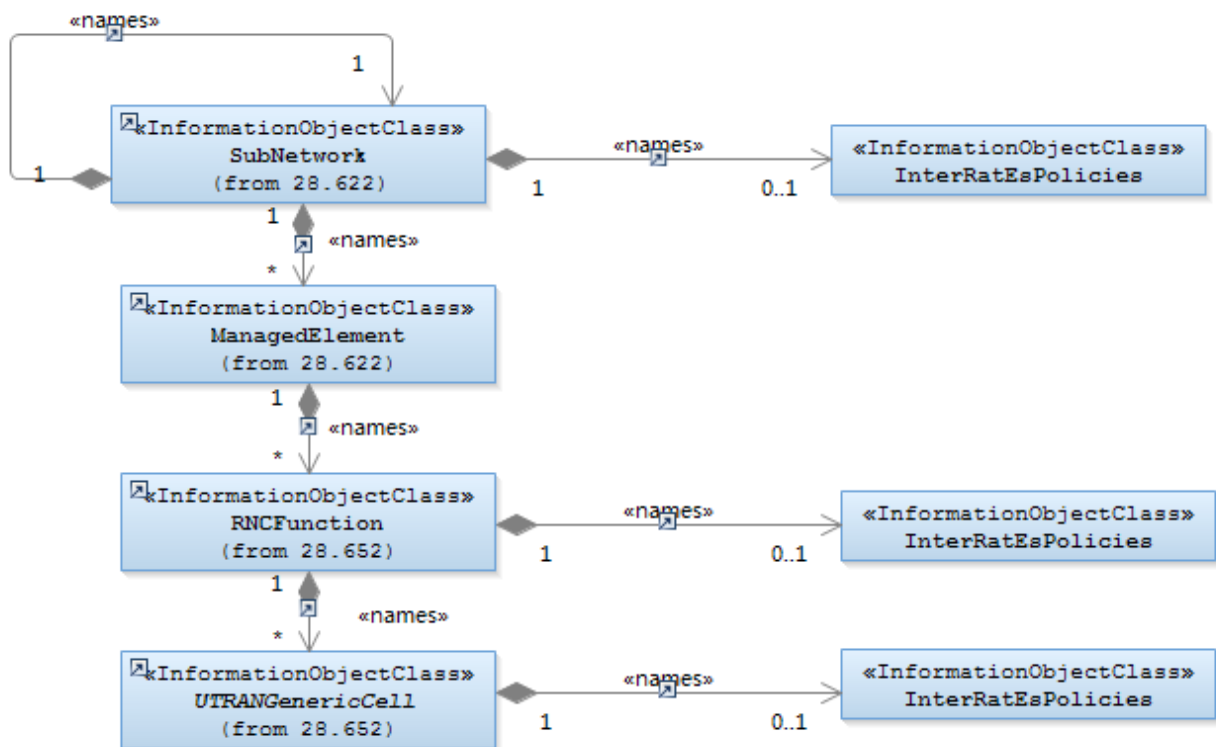 «names»
1
1
«InformationObjectClass»
SubNetwork
(from 28.622)
«names»
1
0..1
«InformationObjectClass»
InterRatEsPolicies
1
«names»
*
«InformationObjectClass»
ManagedElement
(from 28.622)
1
«names»
*
«InformationObjectClass»
RNCFunction
(from 28.652)
«names»
1
0..1
«InformationObjectClass»
InterRatEsPolicies
1
«names»
*
«InformationObjectClass»
UTRANGenericCell
(from 28.652)
«names»
1
0..1
«InformationObjectClass»
InterRatEsPolicies